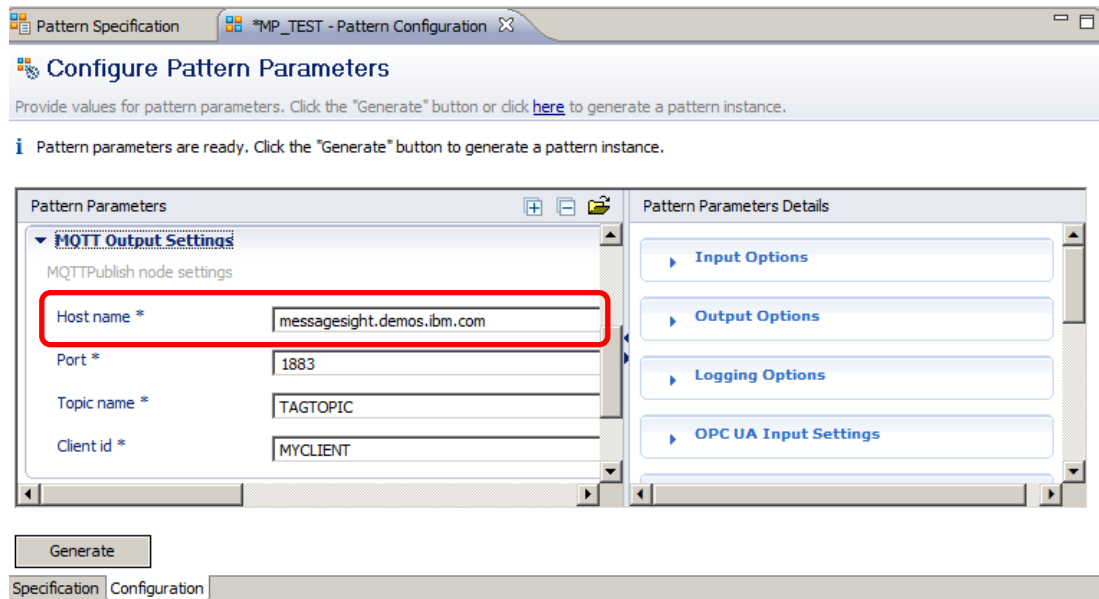 Pattern Specification
*MP_TEST - Pattern Configuration
Configure Pattern Parameters
Provide values for pattern parameters. Click the "Generate" button or click here to generate a pattern instance.
i Pattern parameters are ready. Click the "Generate" button to generate a pattern instance.
Pattern Parameters
MQTT Output Settings
MQTTPublish node settings
Host name * messagesight.demos.ibm.com
Port * 1883
Topic name * TAGTOPIC
Client id * MYCLIENT
Pattern Parameters Details
Input Options
Output Options
Logging Options
OPC UA Input Settings
Generate
Specification Configuration